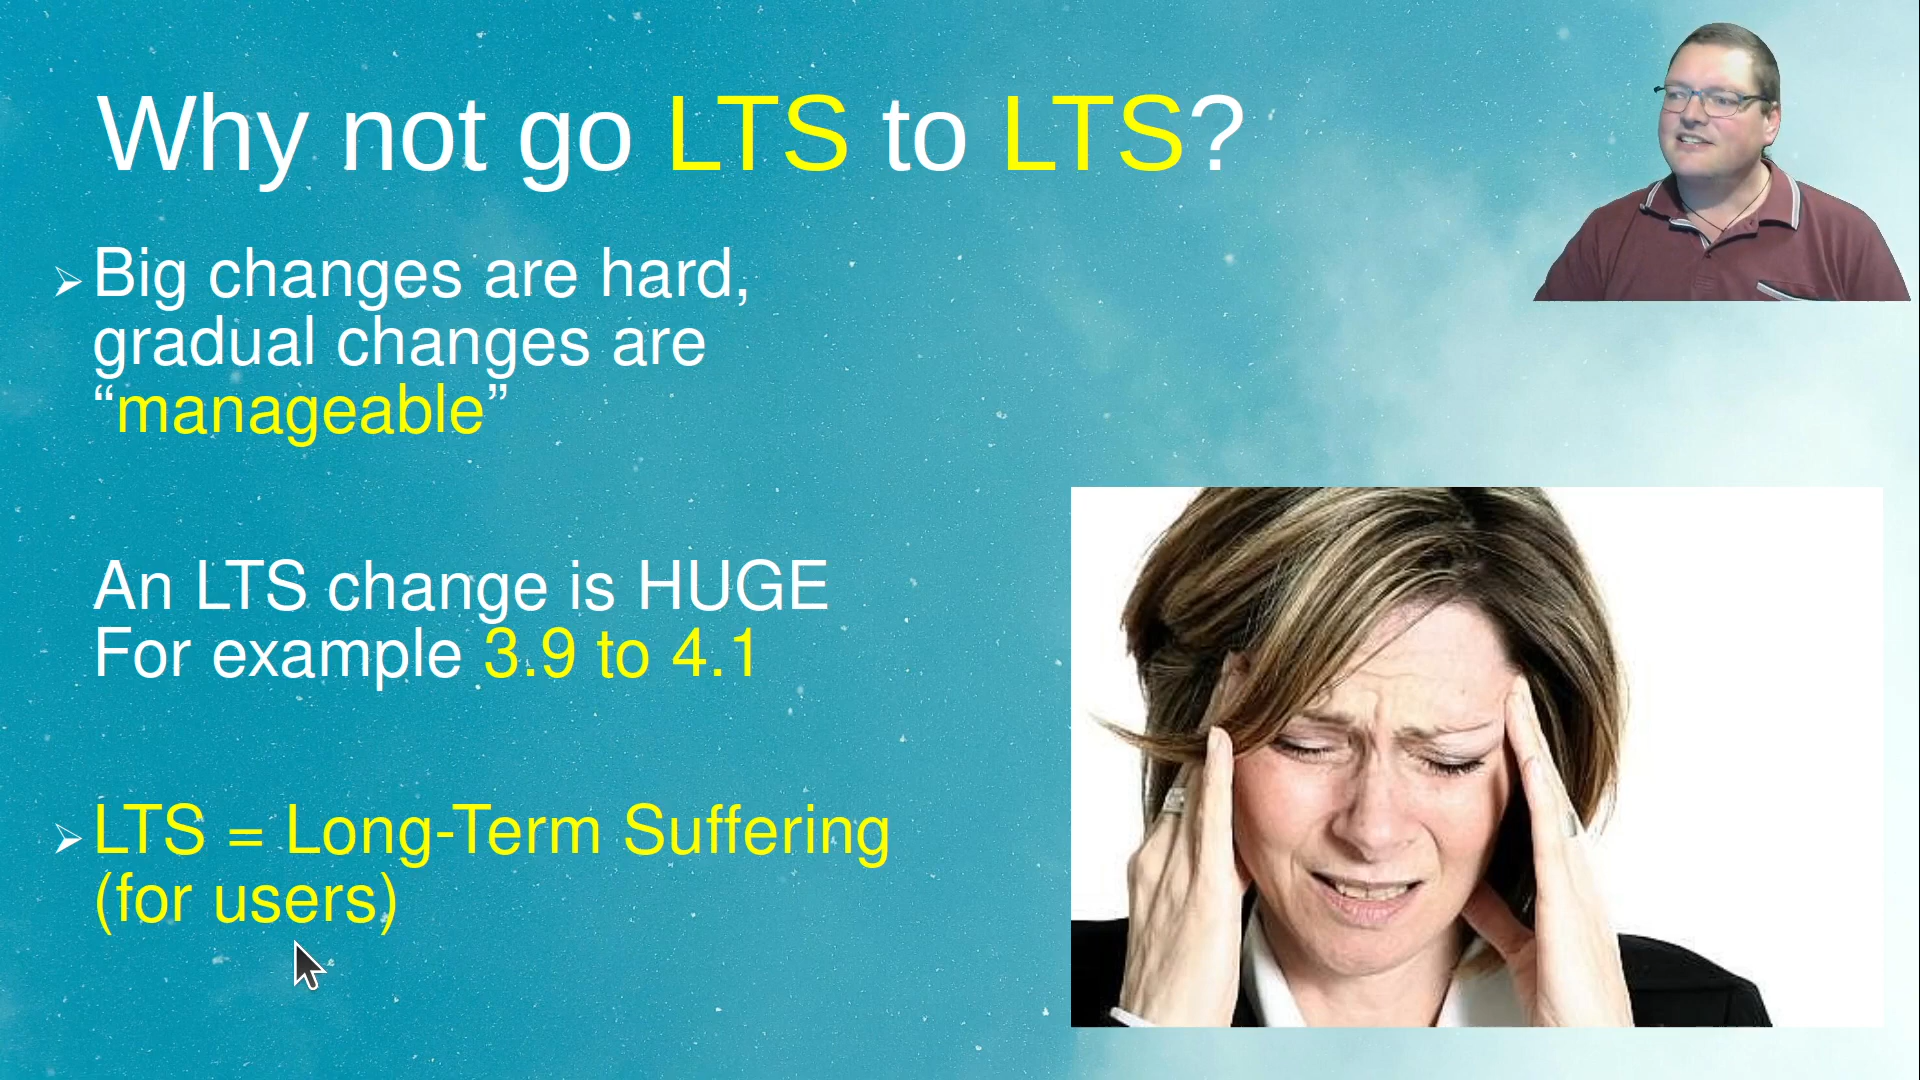 Why not go LTS to LTS?
Big changes are hard,
gradual changes are
“manageable”
An LTS change is HUGE
For example 3.9 to 4.1
LTS = Long-Term Suffering
(for users)